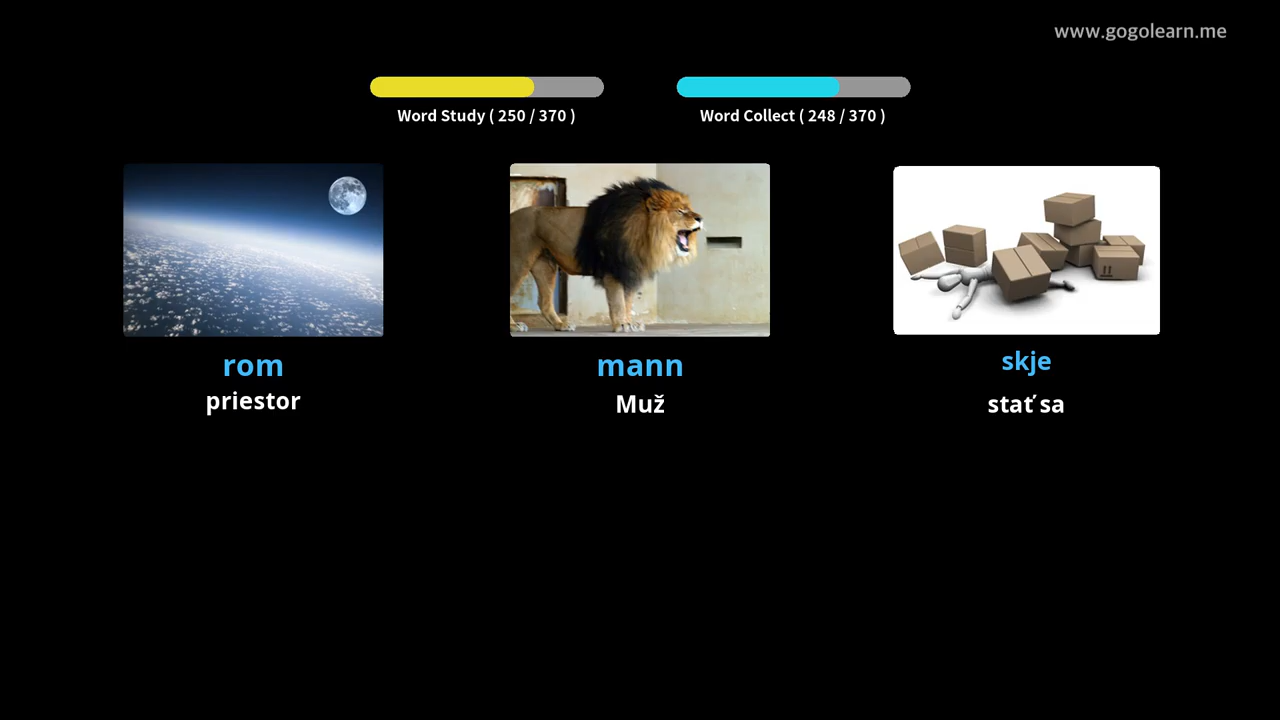 www.gogolearn.me
Word Study ( 250 / 370 )
Word Collect ( 248 / 370 )
rom
priestor
mann
Muž
skje
stať sa